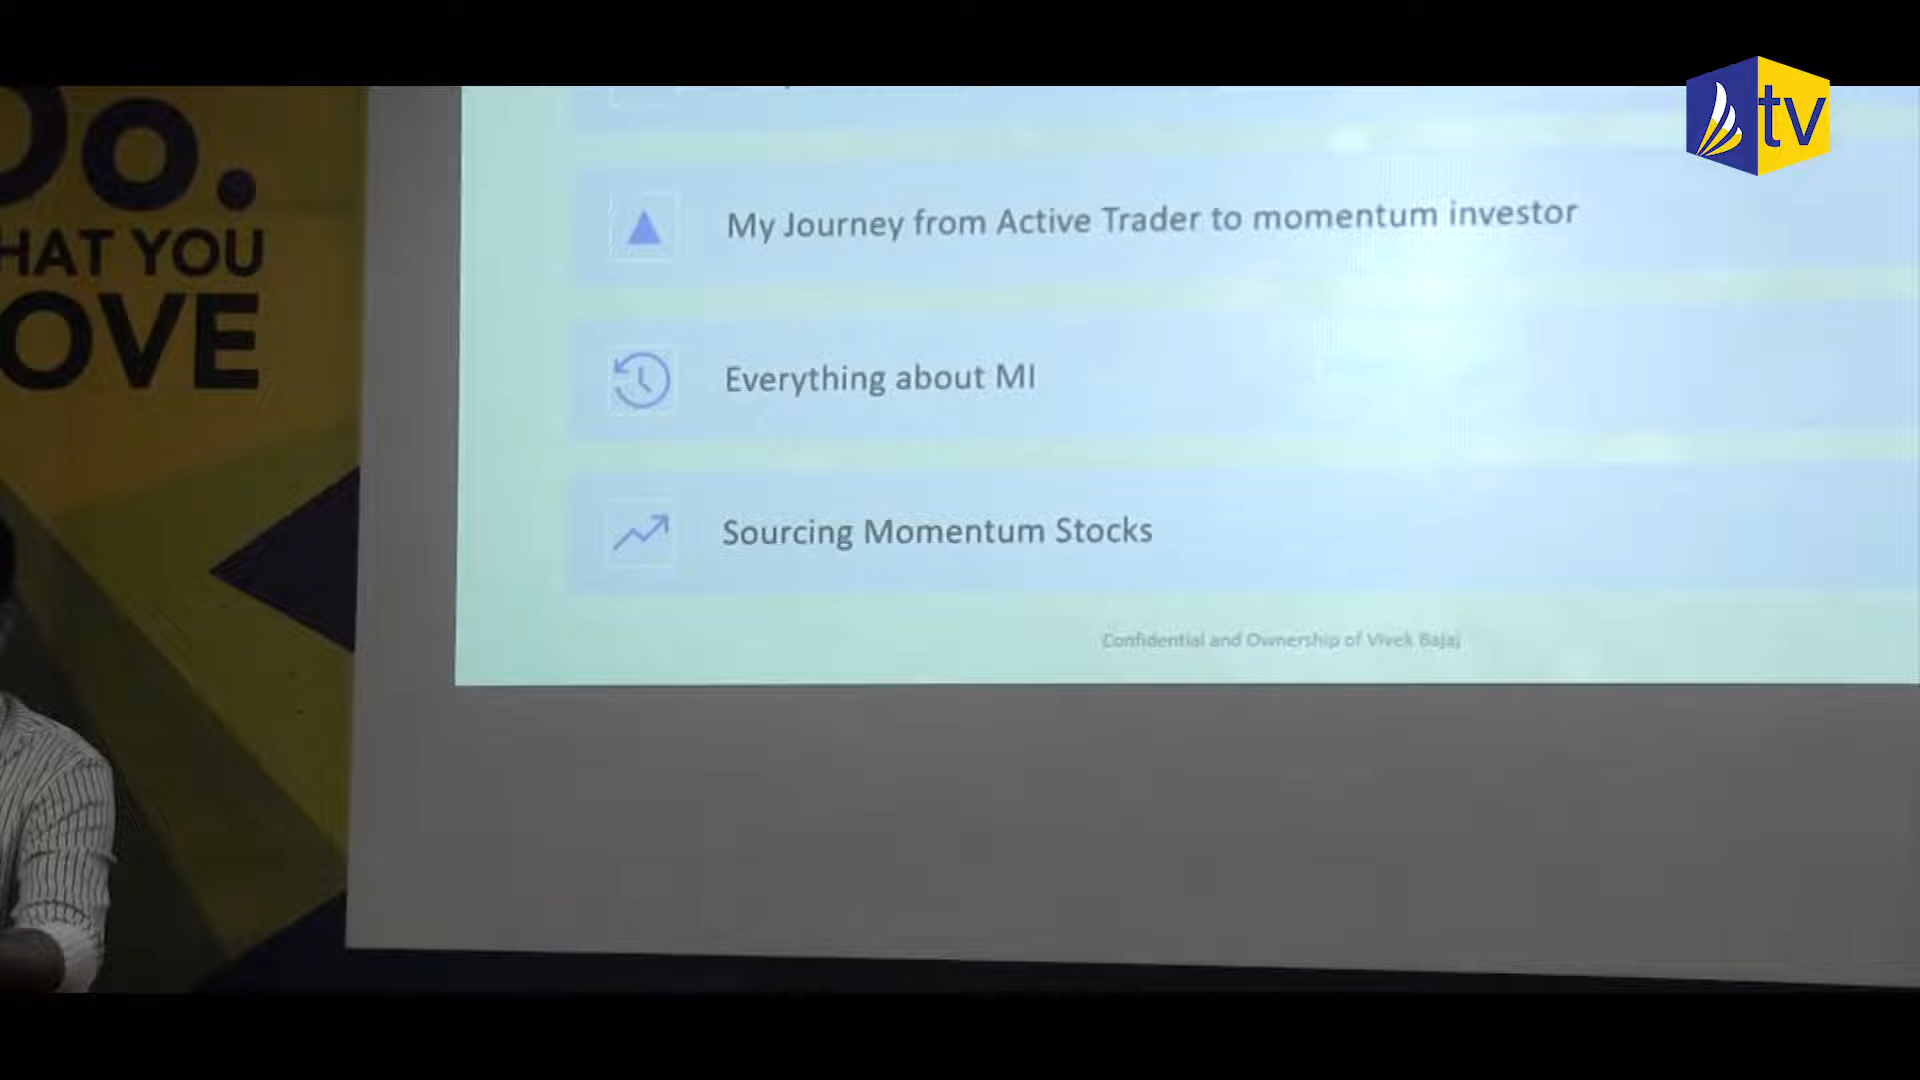 Do.
HAT YOU
OVE
tv
My Journey from Active Trader to momentum investor
Everything about MI
Sourcing Momentum Stocks
Confidential and Ownership of Vivek Bajaj